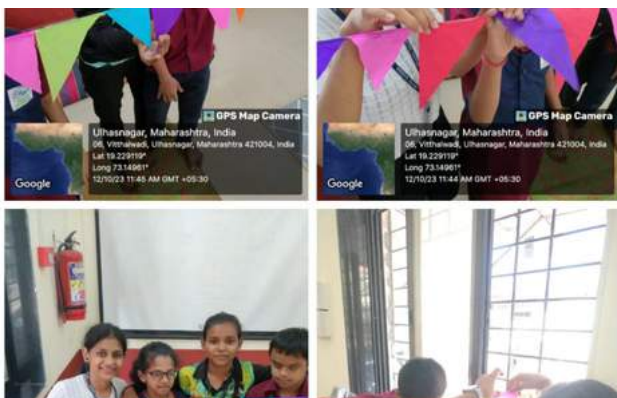 GPS Map Camera
Ulhasnagar, Maharashtra, India
06, Vitthalwadi, Ulhasnagar, Maharashtra 421004, India
Lat 19.229119°
Long 73.14961°
12/10/23 11:45 AM GMT +05:30
Google
GPS Map Camera
Ulhasnagar, Maharashtra, India
06, Vitthalwadi, Ulhasnagar, Maharashtra 421004, India
Lat 19.229119°
Long 73.14961°
12/10/23 11:44 AM GMT +05:30
Google